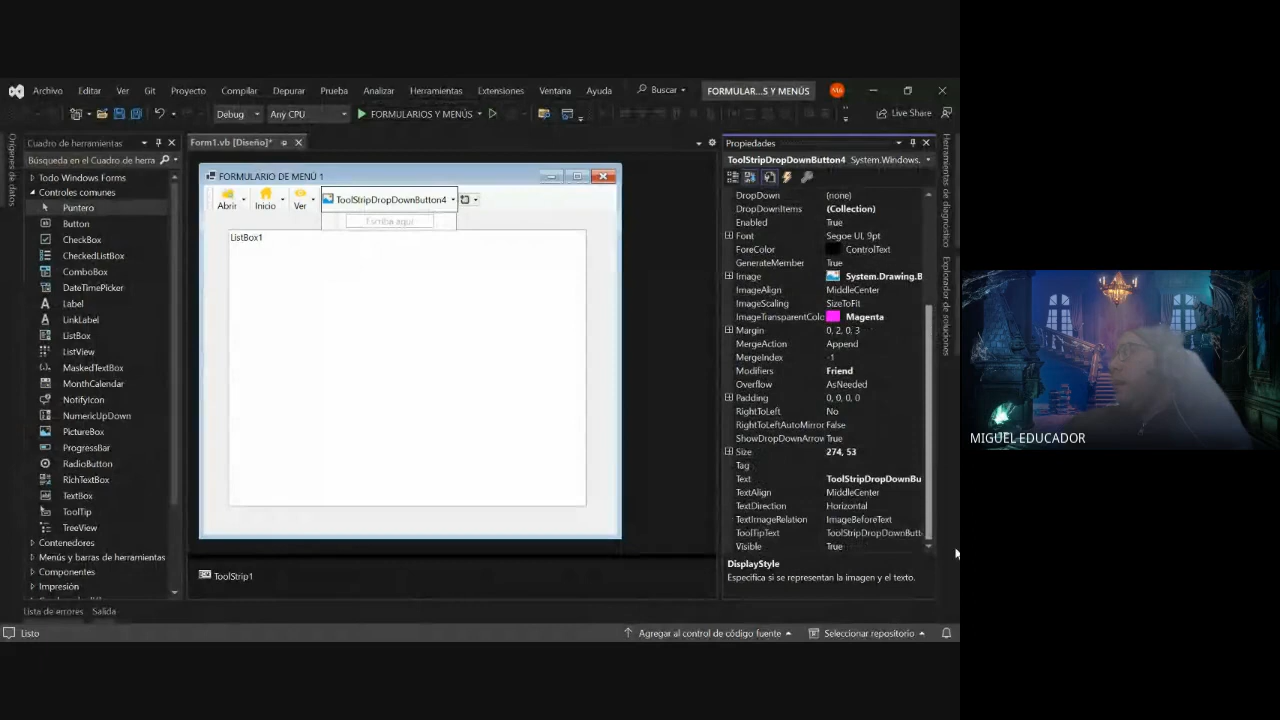 Archivo Editar Ver Git Proyecto Compilar Depurar Prueba Analizar Herramientas Extensiones Ventana Ayuda Buscar FORMULAR...S Y MENÚS
Debug Any CPU FORMULARIOS Y MENÚS Live Share
Orígenes de datos
Cuadro de herramientas
Búsqueda en el Cuadro de herra
Todo Windows Forms
Controles comunes
Puntero
Button
CheckBox
CheckedListBox
ComboBox
DateTimePicker
Label
LinkLabel
ListBox
ListView
MaskedTextBox
MonthCalendar
NotifyIcon
NumericUpDown
PictureBox
ProgressBar
RadioButton
RichTextBox
TextBox
ToolTip
TreeView
Contenedores
Menús y barras de herramientas
Componentes
Impresión
Form1.vb [Diseño]*
FORMULARIO DE MENÚ 1
Abrir Inicio Ver ToolStripDropDownButton4
Escriba aquí
ListBox1
ToolStrip1
Propiedades
ToolStripDropDownButton4 System.Windows.
DropDown (none)
DropDownItems (Collection)
Enabled True
Font Segoe UI, 9pt
ForeColor ControlText
GenerateMember True
Image System.Drawing.B
ImageAlign MiddleCenter
ImageScaling SizeToFit
ImageTransparentColo Magenta
Margin 0, 2, 0, 3
MergeAction Append
MergeIndex -1
Modifiers Friend
Overflow AsNeeded
Padding 0, 0, 0, 0
RightToLeft No
RightToLeftAutoMirror False
ShowDropDownArrow True
Size 274, 53
Tag
Text ToolStripDropDownBu
TextAlign MiddleCenter
TextDirection Horizontal
TextImageRelation ImageBeforeText
ToolTipText ToolStripDropDownButt
Visible True
DisplayStyle
Especifica si se representan la imagen y el texto.
Herramientas de diagnóstico
Explorador de soluciones
Lista de errores Salida
Listo Agregar al control de código fuente Seleccionar repositorio
MIGUEL EDUCADOR